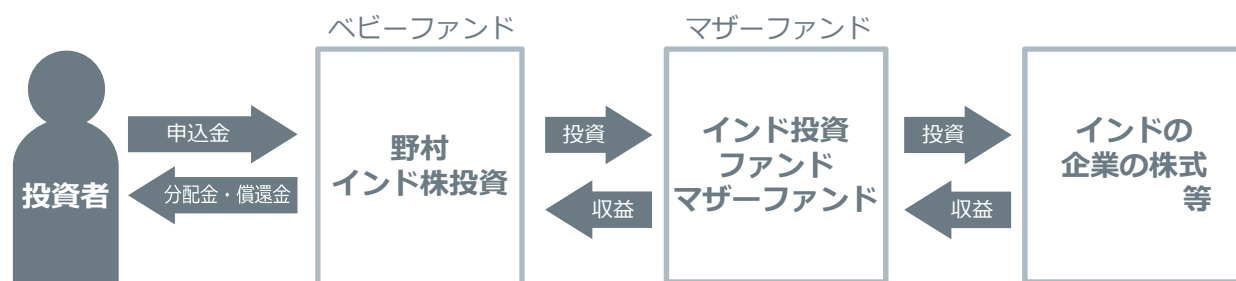 ベビーファンド
マザーファンド
投資者
申込金
分配金・償還金
野村
インド株投資
投資
収益
インド投資
ファンド
マザーファンド
投資
収益
インドの
企業の株式
等